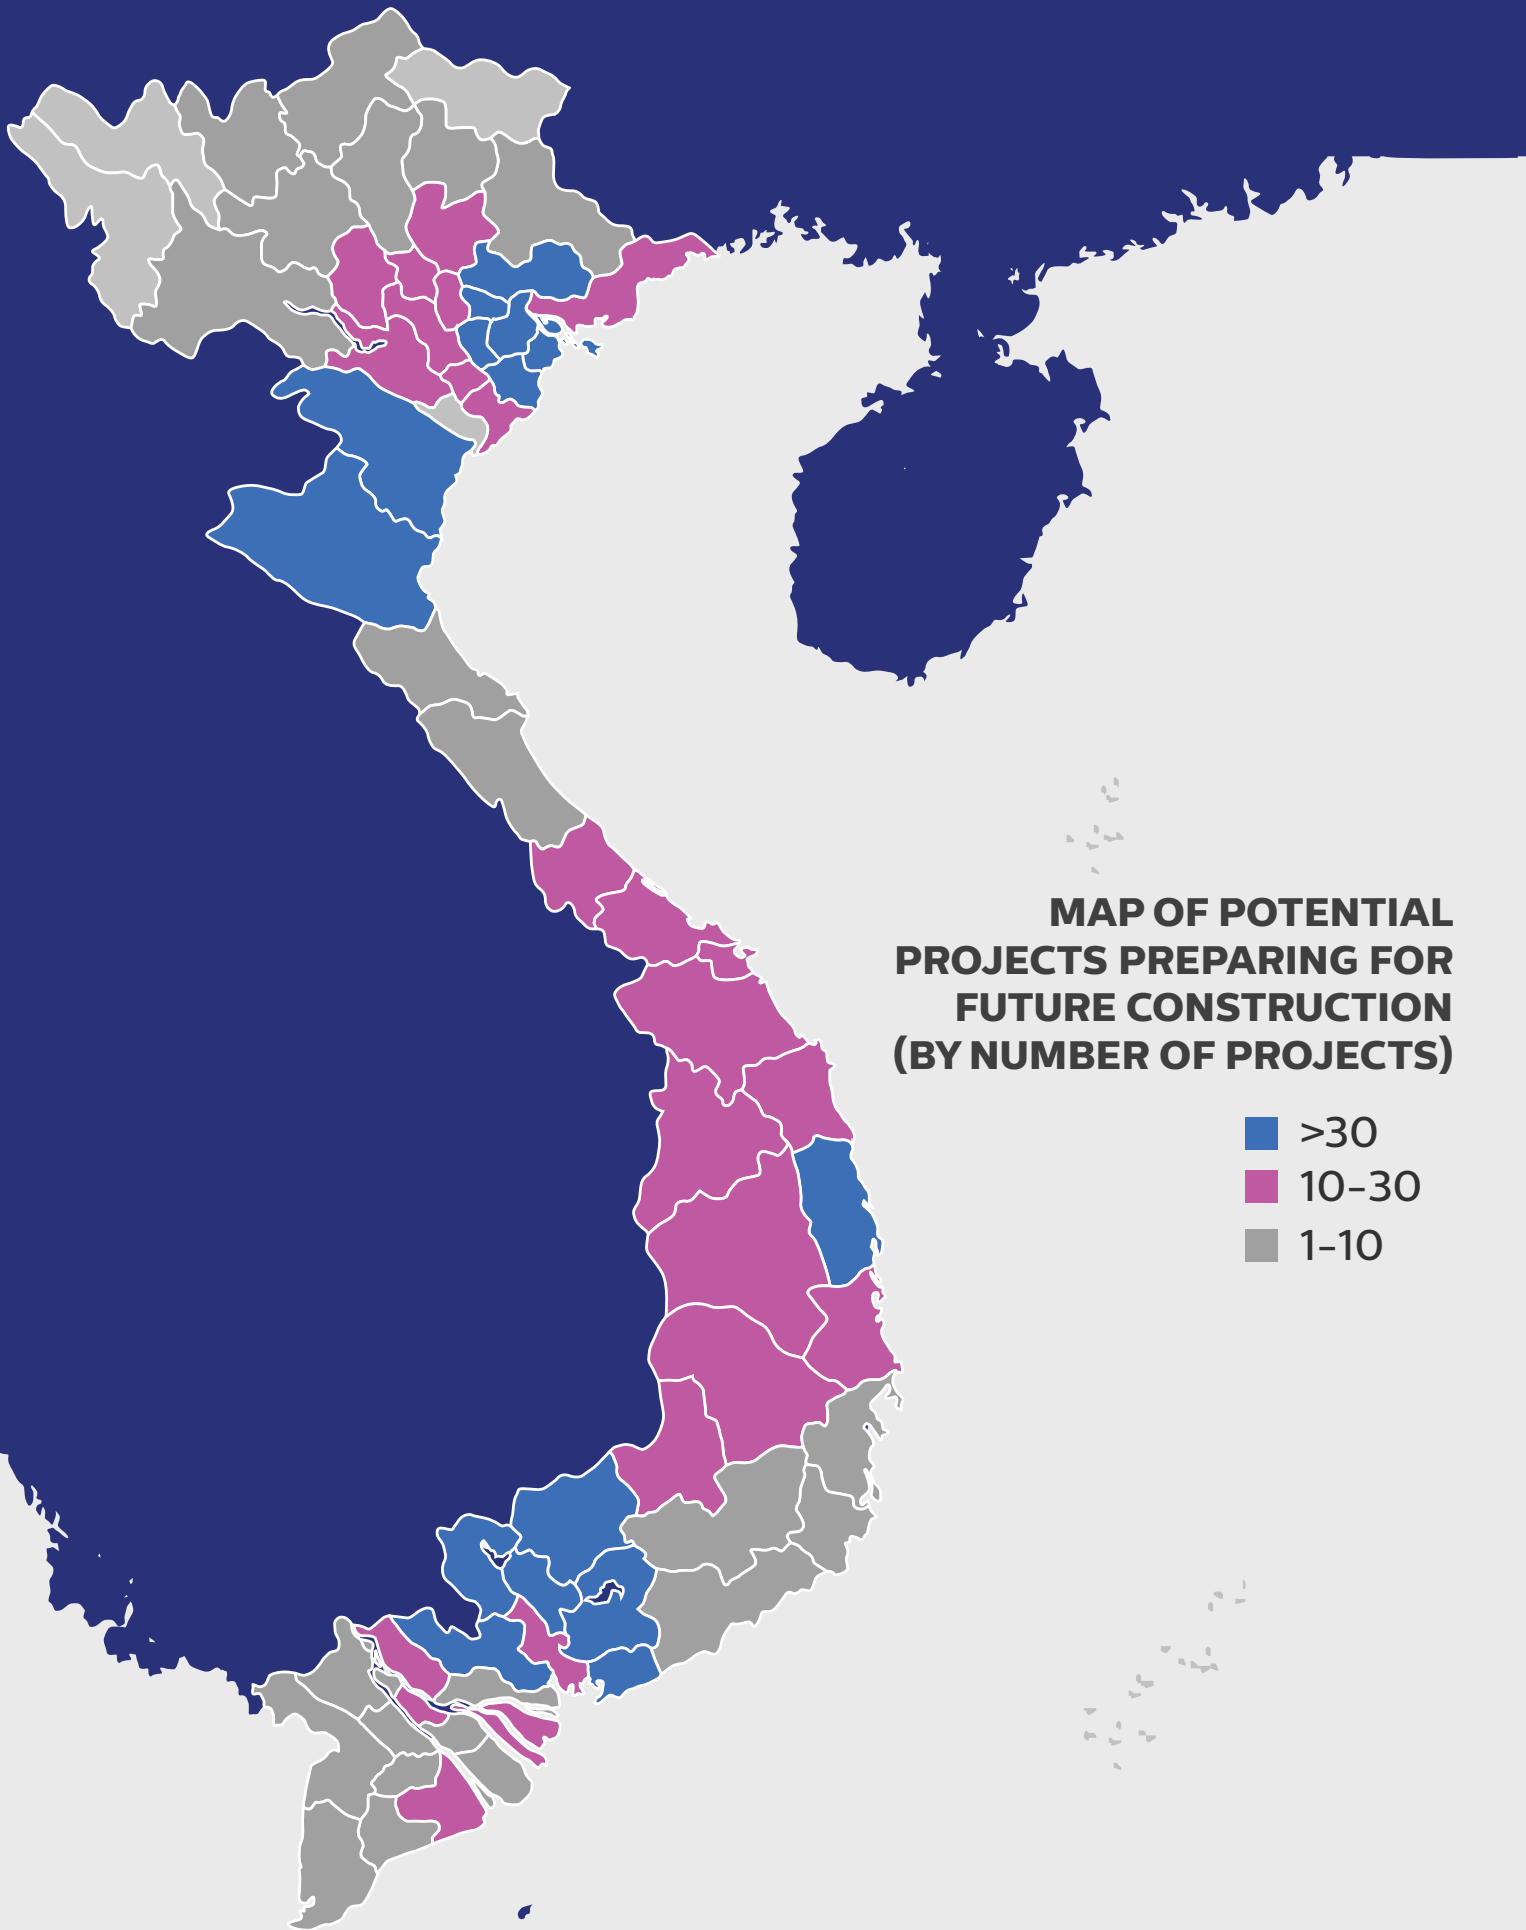 MAP OF POTENTIAL
PROJECTS PREPARING FOR
FUTURE CONSTRUCTION
(BY NUMBER OF PROJECTS)
>30
10-30
1-10